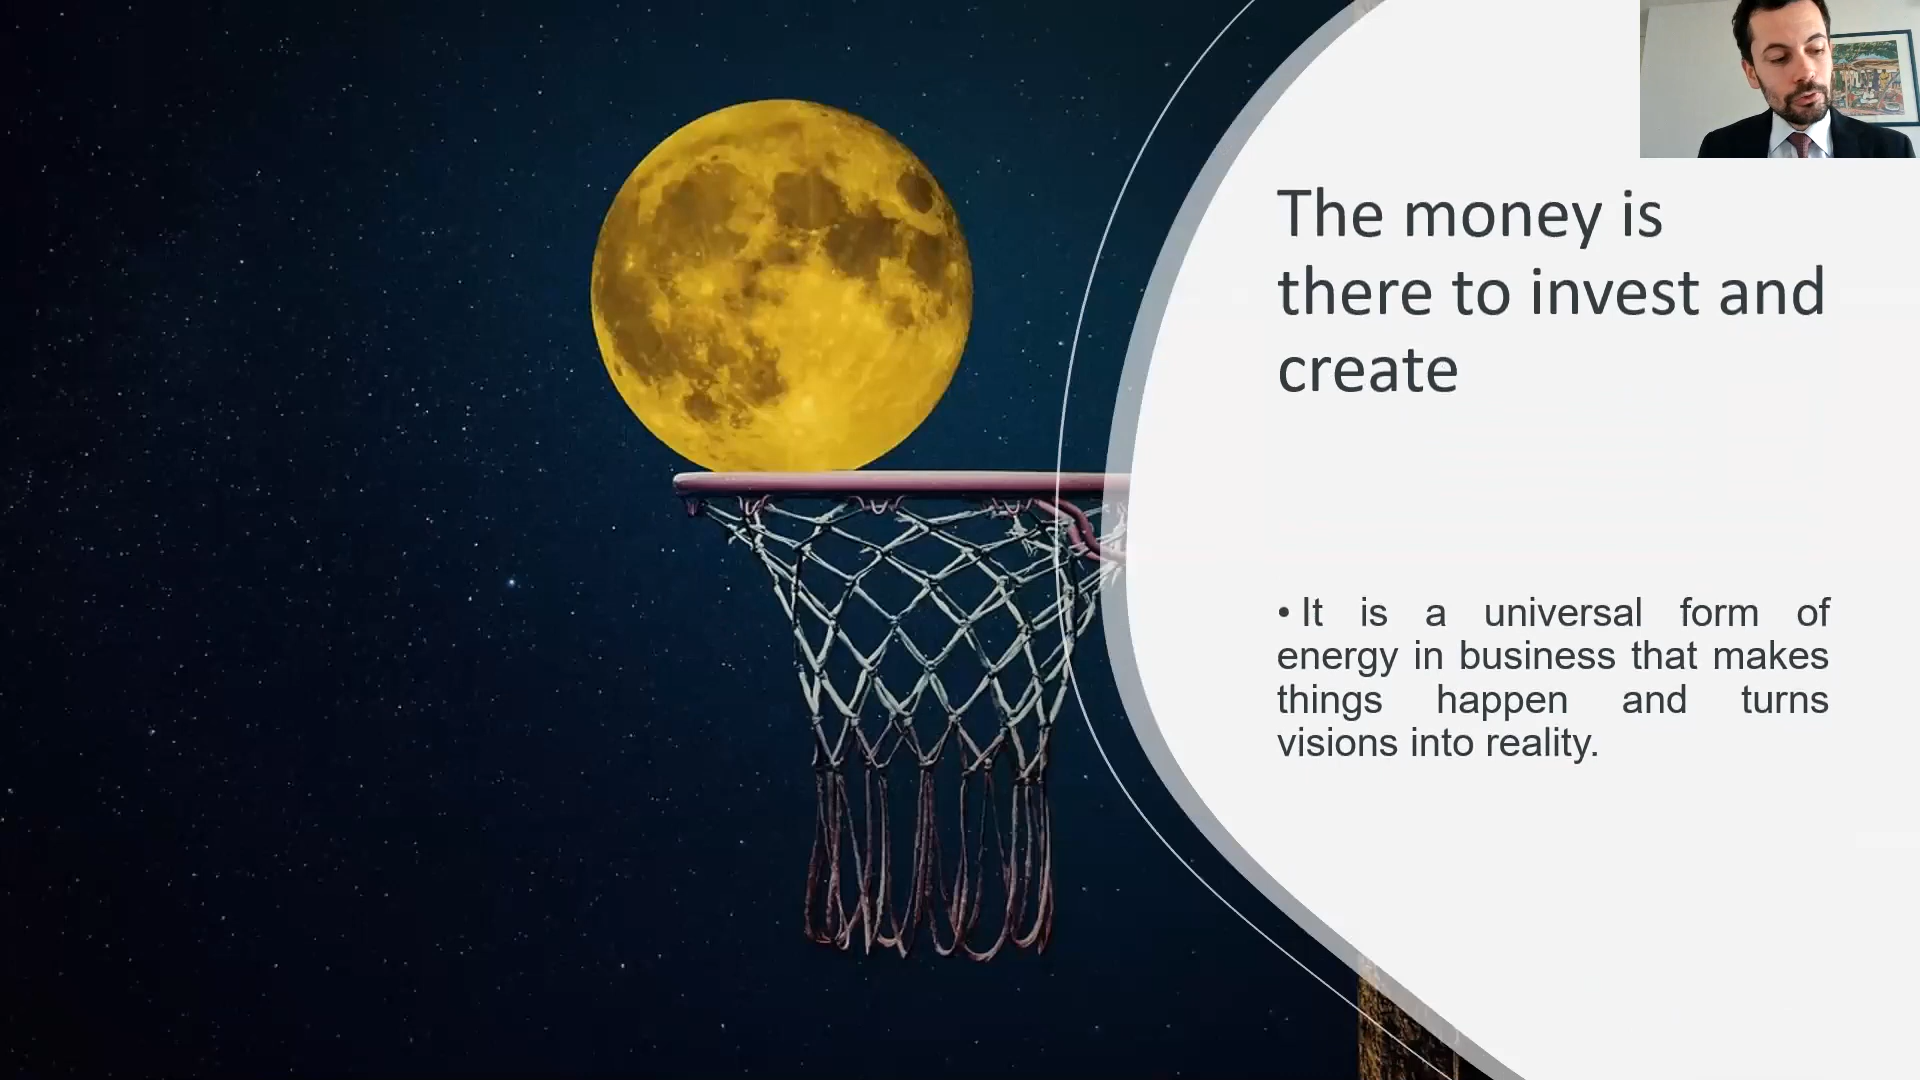 The money is
there to invest and
create
• It is a universal form of
energy in business that makes
things happen and turns
visions into reality.